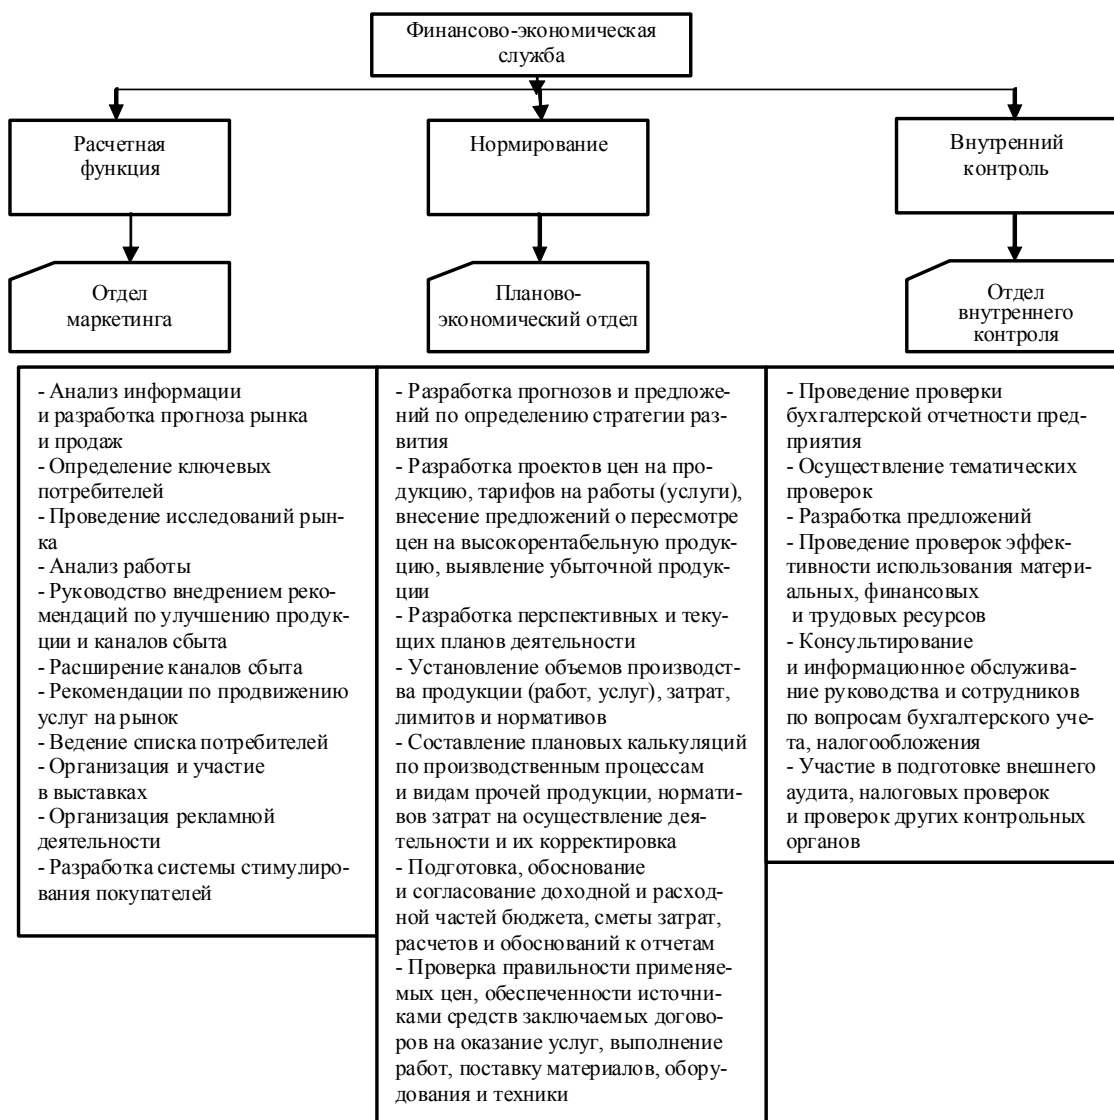 Финансово-экономическая
служба
Расчетная
функция
Нормирование
Внутренний
контроль
Отдел
маркетинга
Планово-
экономический отдел
Отдел
внутреннего
контроля
- Анализ информации
и разработка прогноза рынка
и продаж
- Определение ключевых
потребителей
- Проведение исследований рын-
ка
- Анализ работы
- Руководство внедрением реко-
мендаций по улучшению продук-
ции и каналов сбыта
- Расширение каналов сбыта
- Рекомендации по продвижению
услуг на рынок
- Ведение списка потребителей
- Организация и участие
в выставках
- Организация рекламной
деятельности
- Разработка системы стимулиро-
вания покупателей
- Разработка прогнозов и предложе-
ний по определению стратегии раз-
вития
- Разработка проектов цен на про-
дукцию, тарифов на работы (услуги),
внесение предложений о пересмотре
цен на высокорентабельную продук-
цию, выявление убыточной продук-
ции
- Разработка перспективных и теку-
щих планов деятельности
- Установление объемов производст-
ва продукции (работ, услуг), затрат,
лимитов и нормативов
- Составление плановых калькуляций
по производственным процессам
и видам прочей продукции, нормати-
вов затрат на осуществление дея-
тельности и их корректировка
- Подготовка, обоснование
и согласование доходной и расход-
ной частей бюджета, сметы затрат,
расчетов и обоснований к отчетам
- Проверка правильности применяе-
мых цен, обеспеченности источни-
ками средств заключаемых догово-
ров на оказание услуг, выполнение
работ, поставку материалов, обору-
дования и техники
- Проведение проверки
бухгалтерской отчетности пред-
приятия
- Осуществление тематических
проверок
- Разработка предложений
- Проведение проверок эффек-
тивности использования матери-
альных, финансовых
и трудовых ресурсов
- Консультирование
и информационное обслужива-
ние руководства и сотрудников
по вопросам бухгалтерского уче-
та, налогообложения
- Участие в подготовке внешнего
аудита, налоговых проверок
и проверок других контрольных
органов